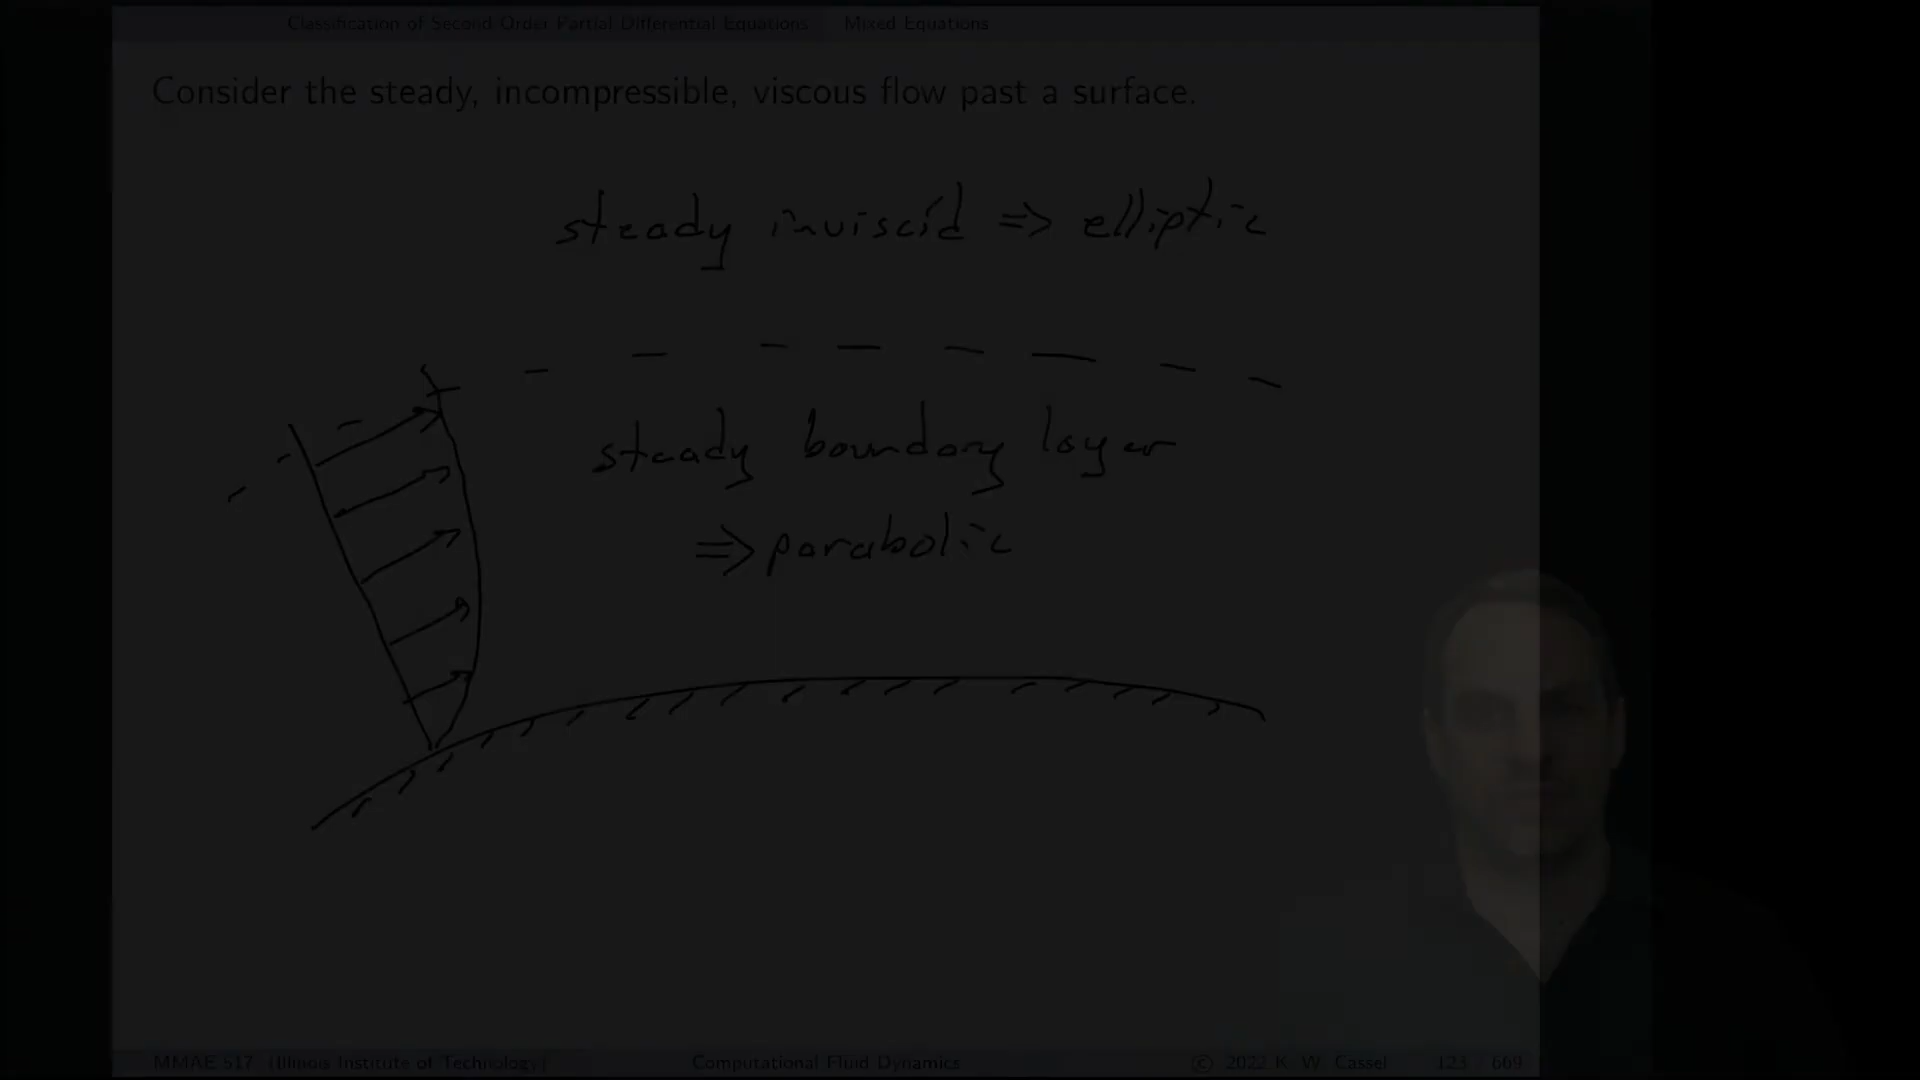 Classification of Second-Order Partial Differential Equations Mixed Equations
Consider the steady, incompressible, viscous flow past a surface.
steady inviscid => elliptic
steady boundary layer
=> parabolic
MMAE 517 (Illinois Institute of Technology) Computational Fluid Dynamics © 2022 K. W. Cassel 123 / 669